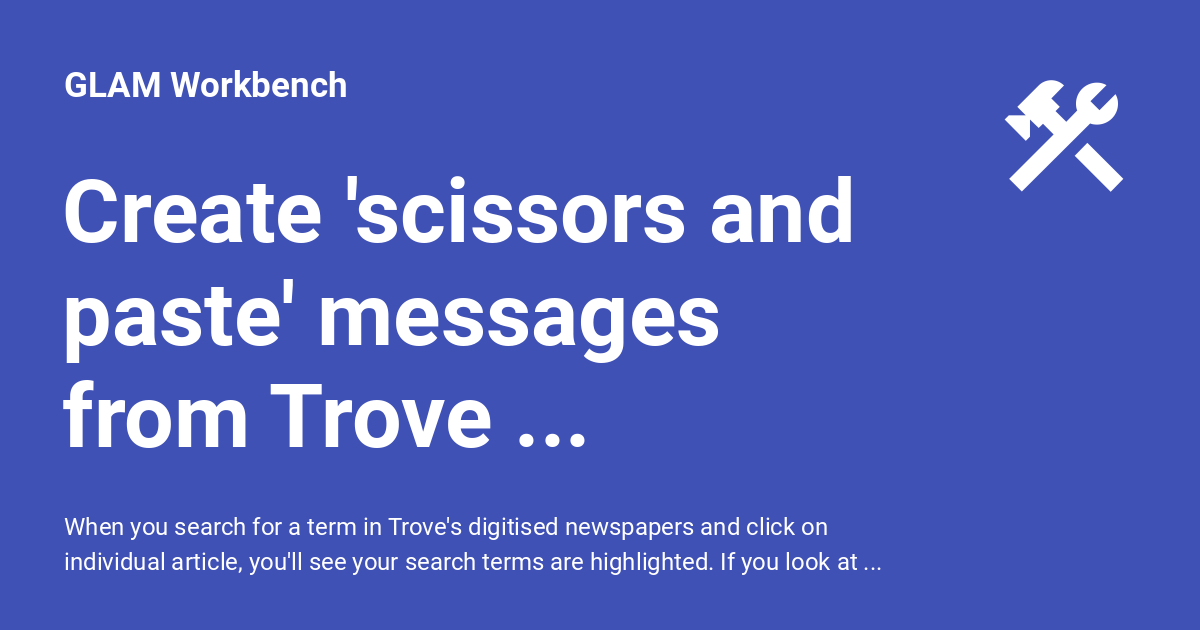 GLAM Workbench
Create 'scissors and
paste' messages
from Trove ...
When you search for a term in Trove's digitised newspapers and click on
individual article, you'll see your search terms are highlighted. If you look at ...